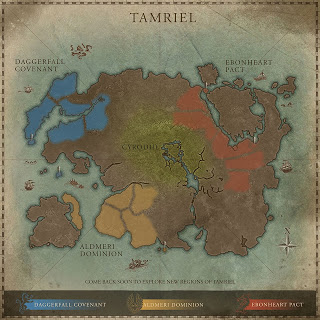 TAMRIEL
DAGGERFALL
COVENANT
EBONHEART
PACT
CYRODIIL
ALDMERI
DOMINION
COME BACK SOON TO EXPLORE NEW REGIONS OF TAMRIEL
DAGGERFALL COVENANT
ALDMERI DOMINION
EBONHEART PACT